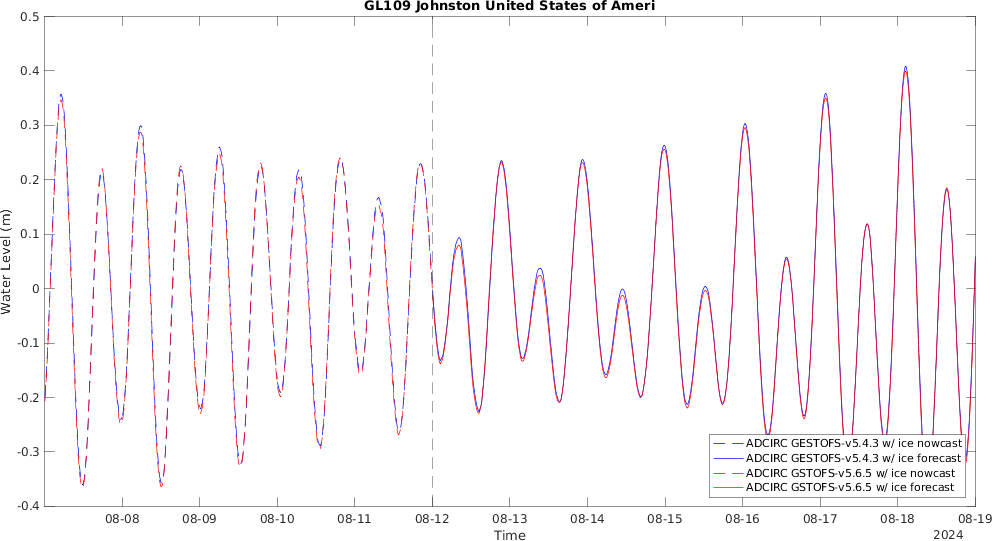 GL109 Johnston United States of Ameri
Water Level (m)
0.5
0.4
0.3
0.2
0.1
0
-0.1
-0.2
-0.3
-0.4
ADCIRC GESTOFS-v5.4.3 w/ ice nowcast
ADCIRC GESTOFS-v5.4.3 w/ ice forecast
ADCIRC GSTOFS-v5.6.5 w/ ice nowcast
ADCIRC GSTOFS-v5.6.5 w/ ice forecast
08-08 08-09 08-10 08-11 08-12 08-13 08-14 08-15 08-16 08-17 08-18 08-19
Time
2024